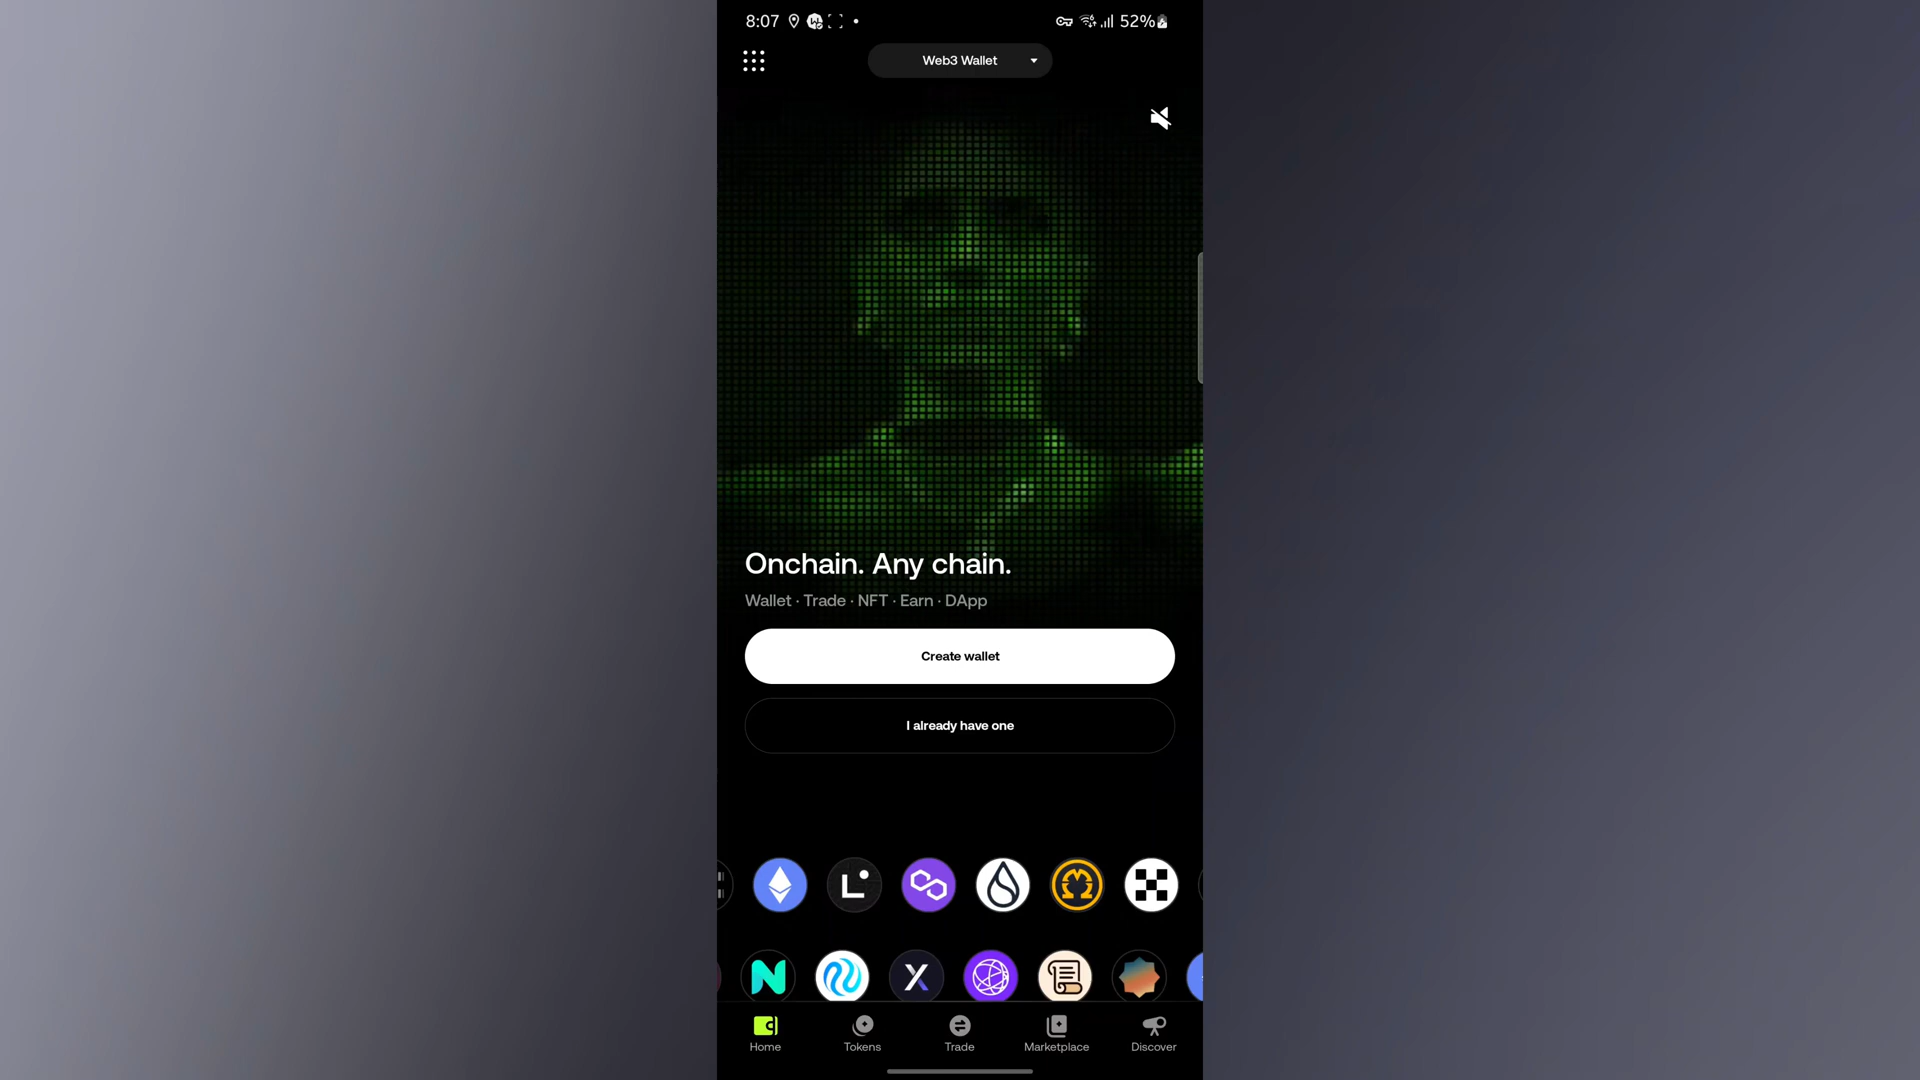 8:07
52%
Web3 Wallet
Onchain. Any chain.
Wallet · Trade · NFT · Earn · DApp
Create wallet
I already have one
Home
Tokens
Trade
Marketplace
Discover